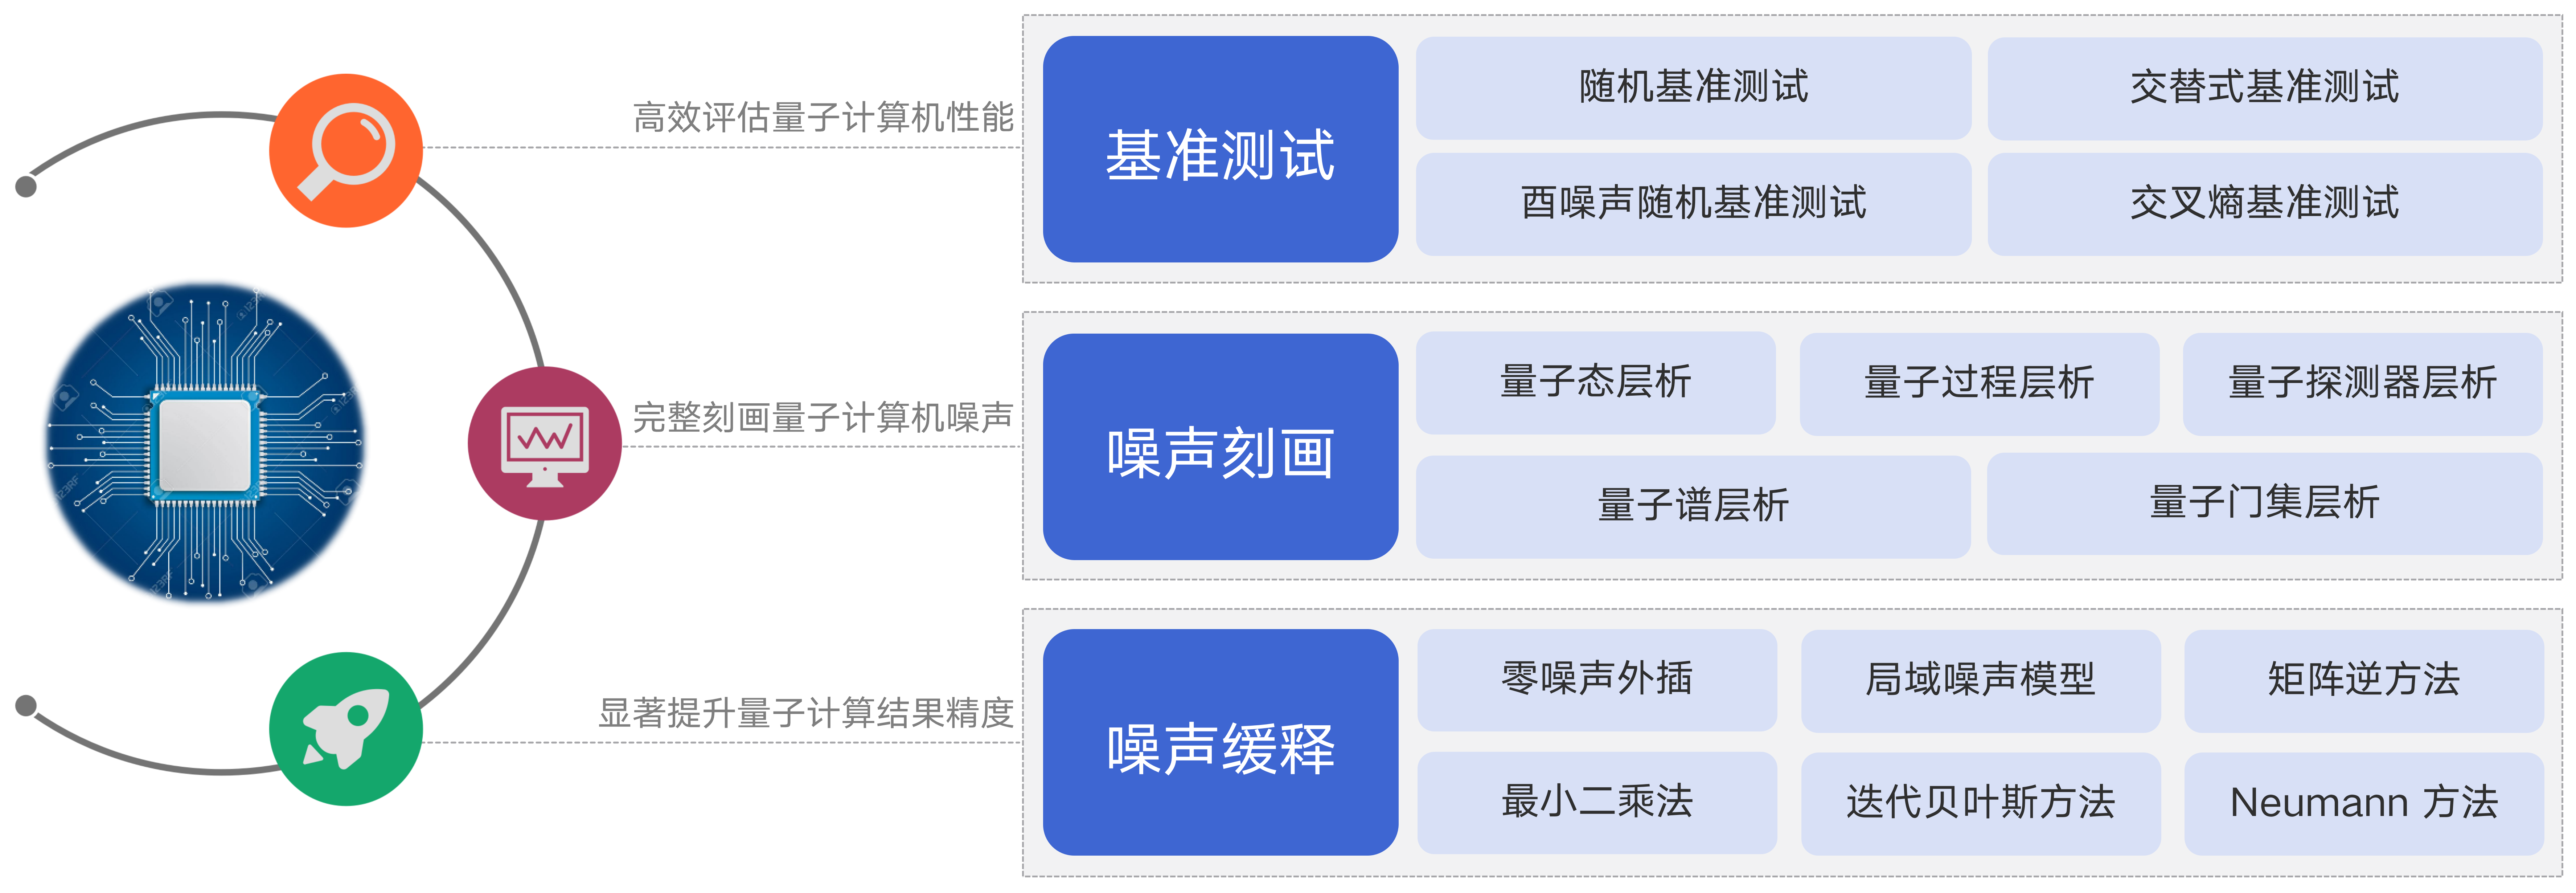 高效评估量子计算机性能
基准测试
随机基准测试
交替式基准测试
酉噪声随机基准测试
交叉熵基准测试
完整刻画量子计算机噪声
噪声刻画
量子态层析
量子过程层析
量子探测器层析
量子谱层析
量子门集层析
显著提升量子计算结果精度
噪声缓释
零噪声外插
局域噪声模型
矩阵逆方法
最小二乘法
迭代贝叶斯方法
Neumann 方法
123RF